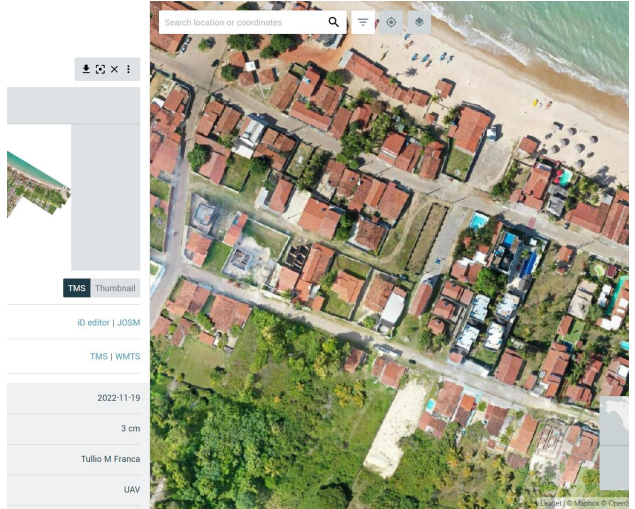 Search location or coordinates
TMS Thumbnail
iD editor | JOSM
TMS | WMTS
2022-11-19
3 cm
Tullio M Franca
UAV
Leaflet | © Mapbox © OpenS